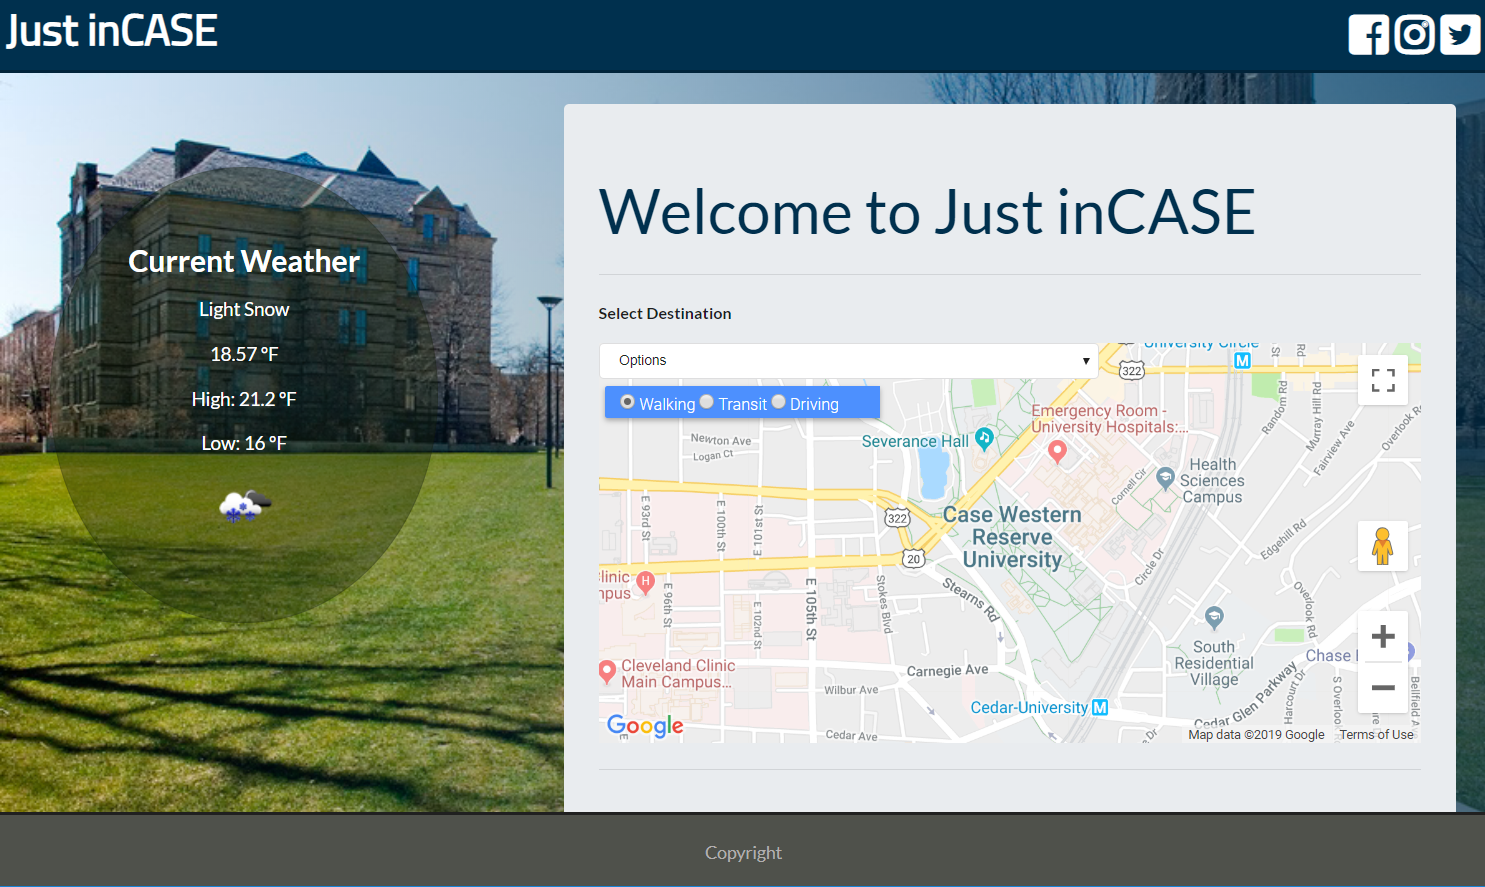 Just inCASE
Current Weather
Light Snow
18.57 ºF
High: 21.2 ºF
Low: 16 ºF
Welcome to Just inCASE
Select Destination
Options
Walking Transit Driving
University Circle
M
322
Random Rd
Murray Hill Rd
Fairview Ave
Overlook R
Emergency Room -
University Hospitals:...
Severance Hall
Newton Ave
Logan Ct
Health
Sciences
Campus
Cornell Cir
E 93rd St
E 100th St
E 101st St
322
Case Western
Reserve
University
20
Circle Dr
Edgehill Rd
Overlook Rd
linic
npus
H
E 96th St
E 102nd St
E 105th St
Stokes Blvd
Stearns Rd
South
Residential
Village
Chase
Cleveland Clinic
Main Campus...
Carnegie Ave
Wilbur Ave
Cedar-University M
Cedar Glen Parkway
Harcourt Dr
S Overloo
Bellfield A
Cedar Ave
Google
Map data ©2019 Google Terms of Use
Copyright